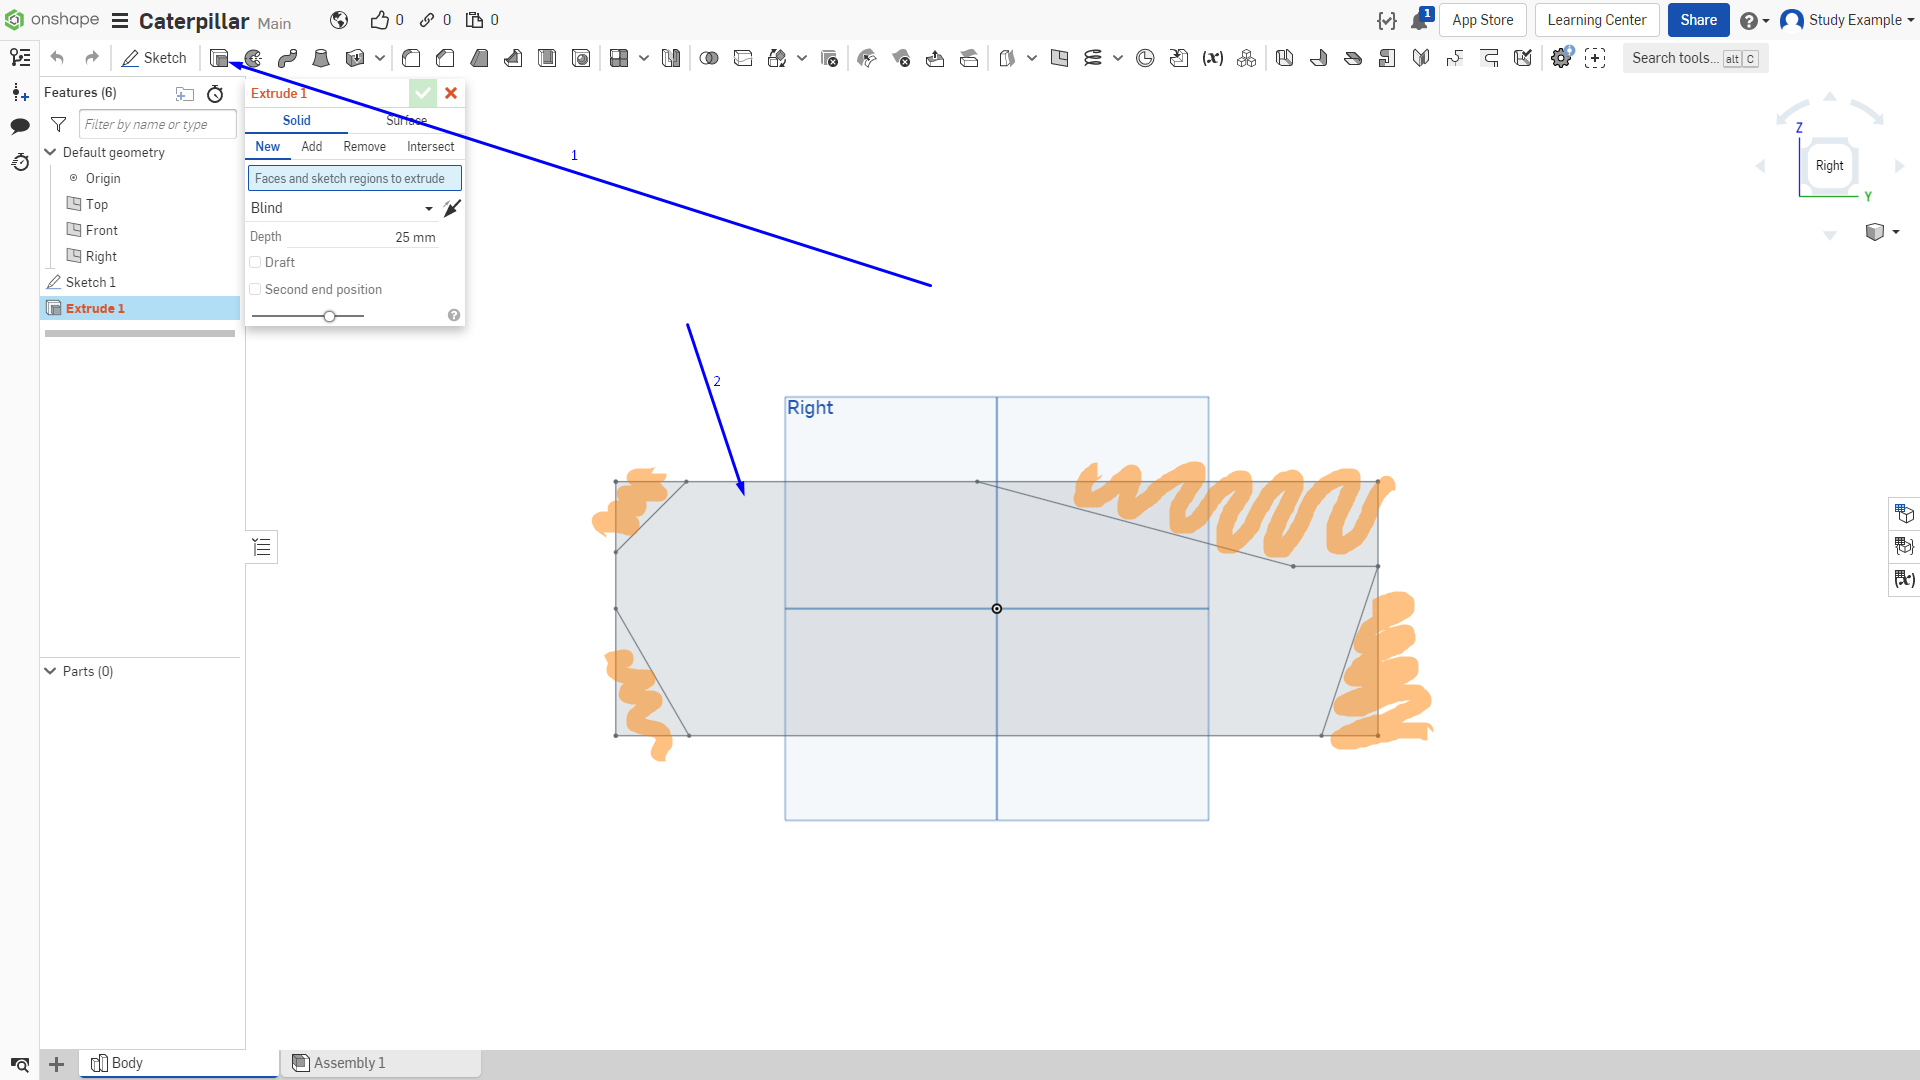 onshape Caterpillar Main 0 0 0 1 App Store Learning Center Share Study Example
Sketch Search tools... alt C
Features (6)
Filter by name or type
Default geometry
Origin
Top
Front
Right
Sketch 1
Extrude 1
Parts (0)
Extrude 1
Solid Surface
New Add Remove Intersect
Faces and sketch regions to extrude
Blind
Depth 25 mm
Draft
Second end position
1
2
Right
Z
Right
Y
(x)
Body Assembly 1